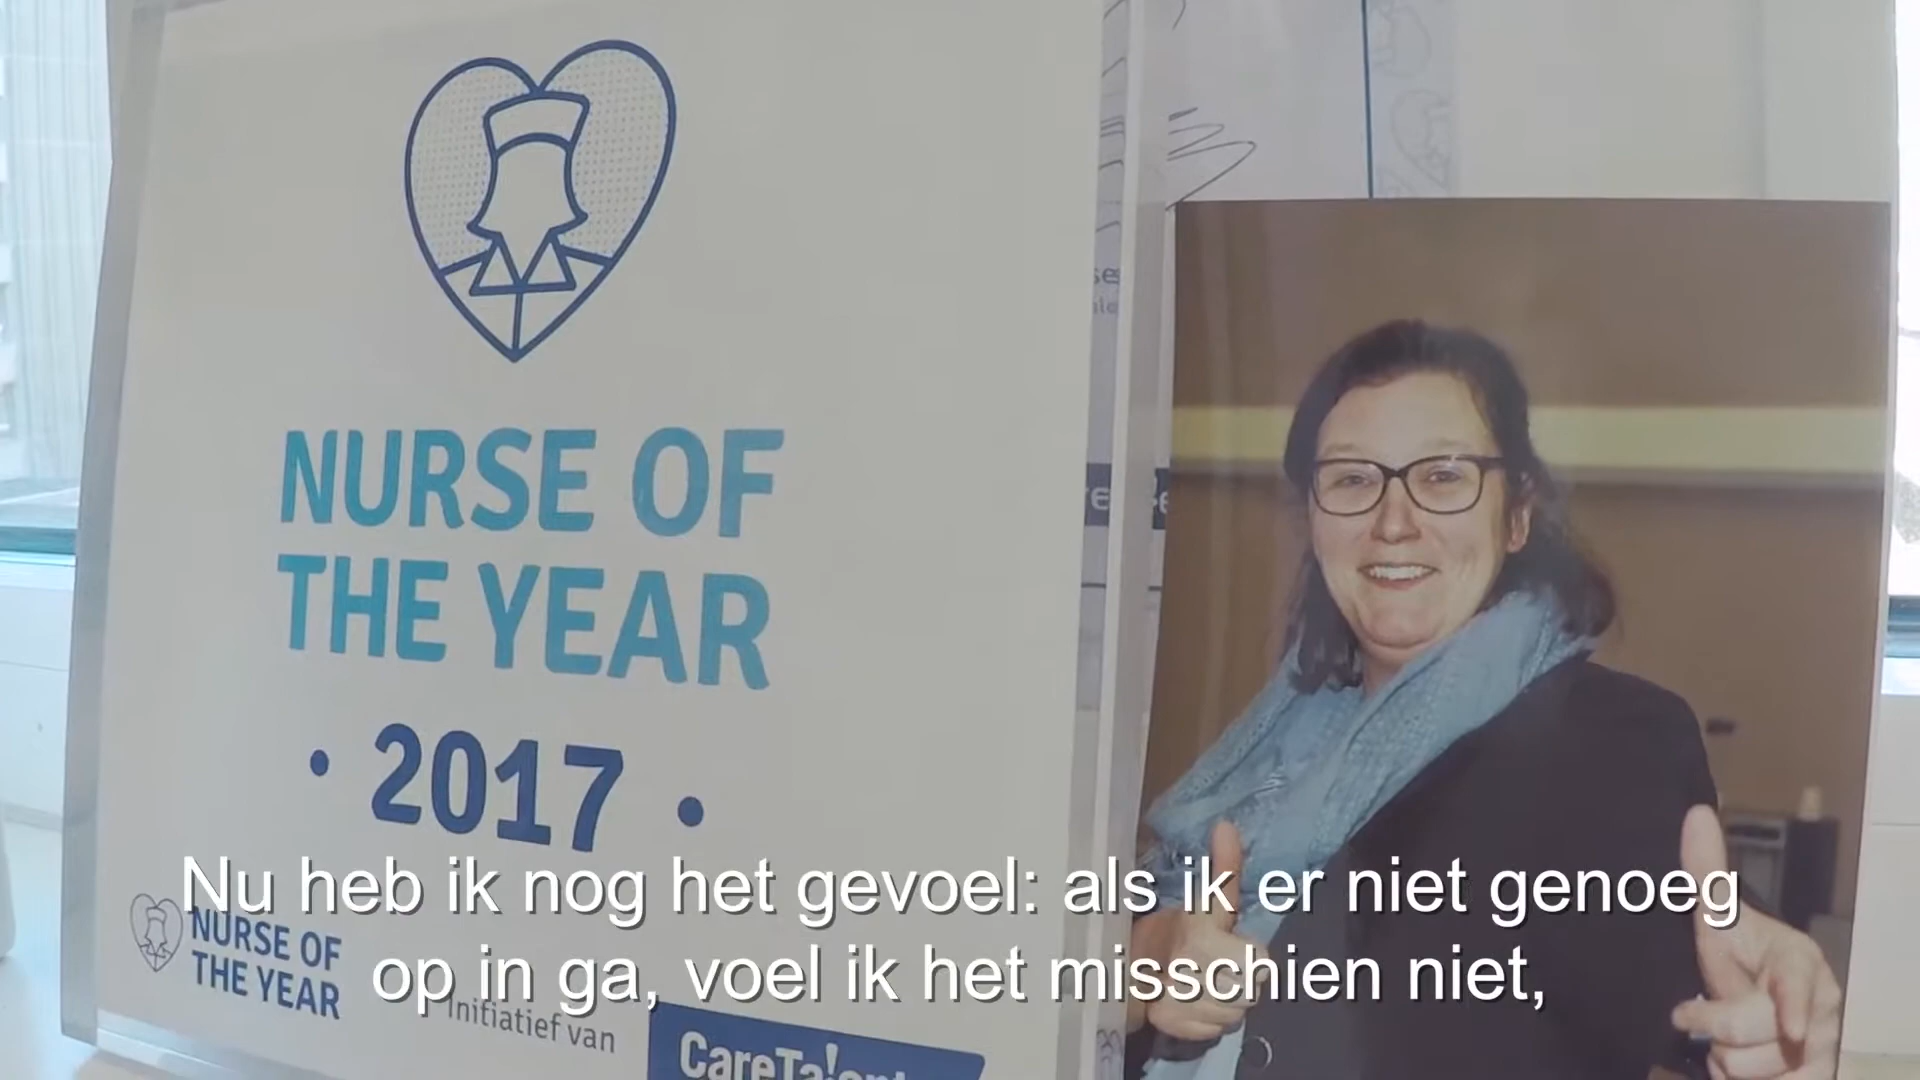 NURSE OF
THE YEAR
• 2017 •
Nu heb ik nog het gevoel: als ik er niet genoeg
op in ga, voel ik het misschien niet,
NURSE OF
THE YEAR
Initiatief van